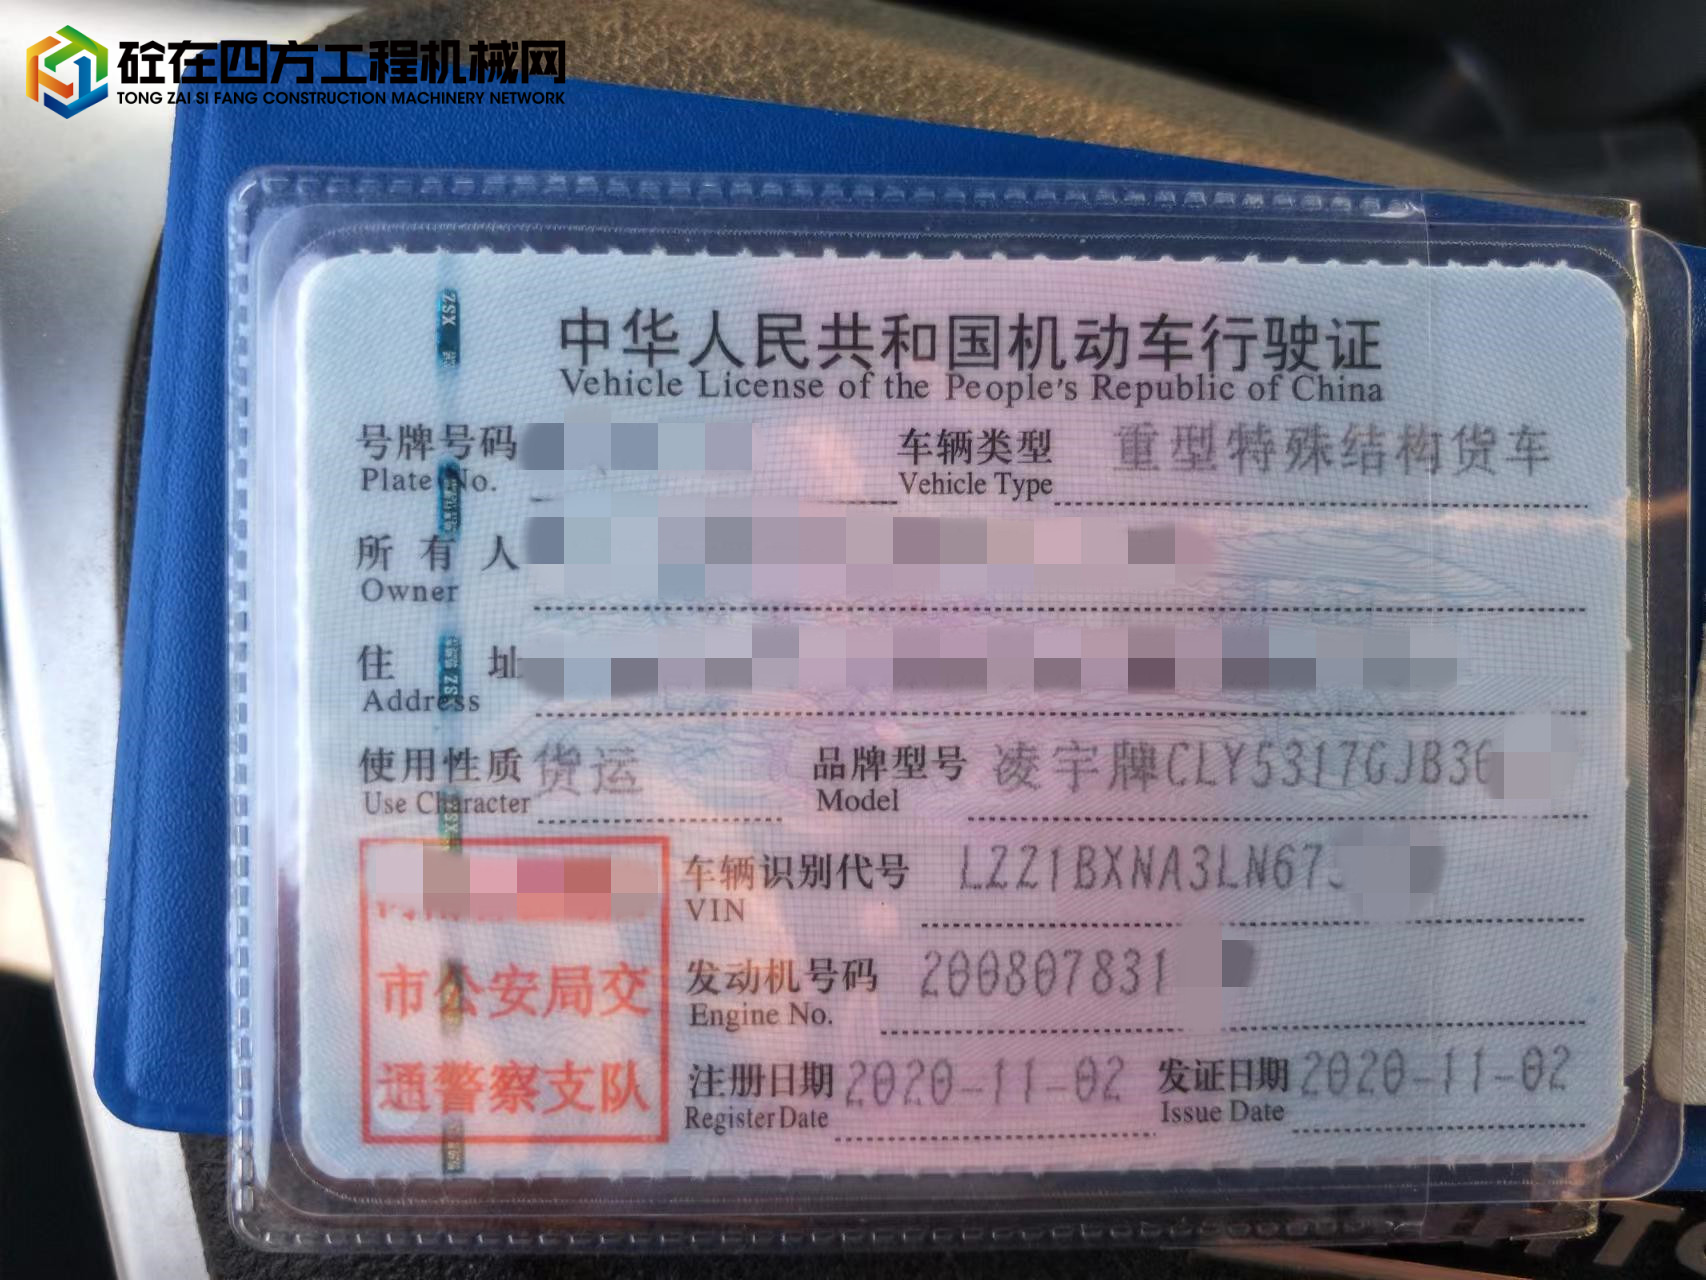 砼在四方工程机械网
TONG ZAI SI FANG CONSTRUCTION MACHINERY NETWORK
中华人民共和国机动车行驶证
Vehicle License of the People's Republic of China
号牌号码 车辆类型 重型特殊结构货车
Plate No. Vehicle Type
所有人
Owner
住址
Address
使用性质 货运 品牌型号 凌宇牌CLY5317GJB36
Use Character Model
车辆识别代号 LZZ1BXNA3LN67
VIN
市公安局交
发动机号码 200807831
Engine No.
通警察支队
注册日期 2020-11-02 发证日期 2020-11-02
Register Date Issue Date